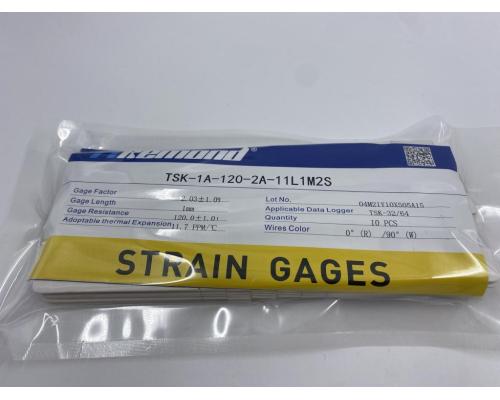 Remond
TSK-1A-120-2A-11L1M2S
Gage Factor 2.03±1.0%
Gage Length 1mm
Gage Resistance 120.0±1.0%
Adoptable thermal Expansion 11.7 PPM/℃
Lot No. 04M21Y10X505A15
Applicable Data Logger TSK-32/64
Quantity 10 PCS
Wires Color 0° (R) /90° (W)
STRAIN GAGES